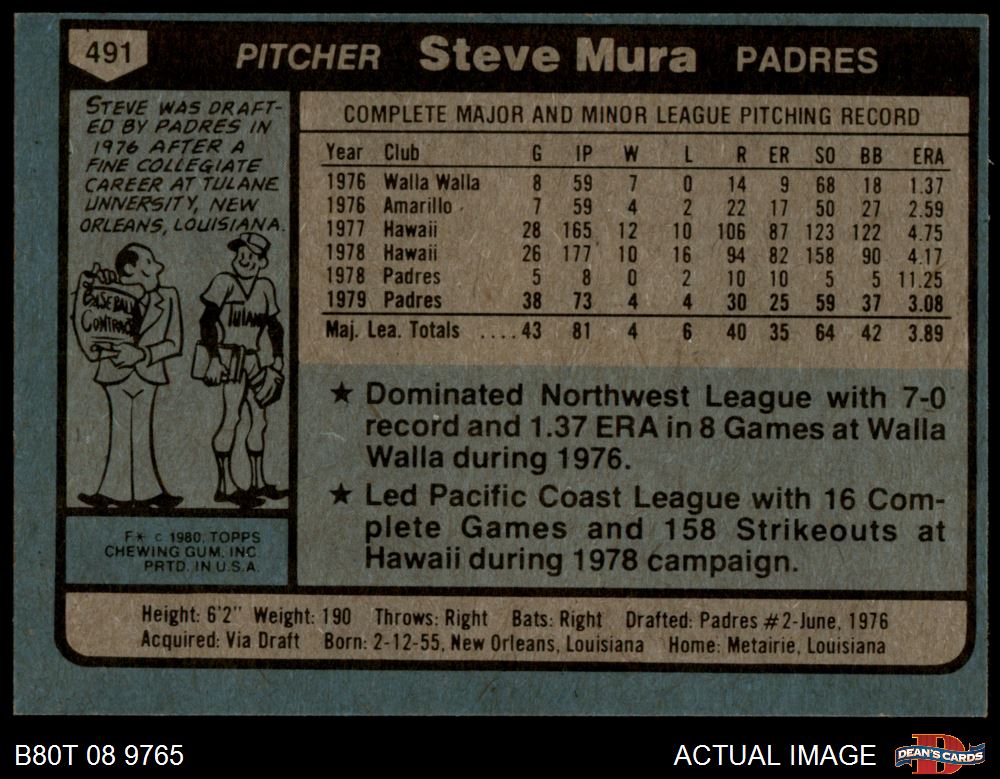 491 PITCHER Steve Mura PADRES
STEVE WAS DRAFT-
ED BY PADRES IN
1976 AFTER A
FINE COLLEGIATE
CAREER AT TULANE
UNIVERSITY, NEW
ORLEANS, LOUISIANA.
BASEBALL
CONTRACT
TULANE
F✶ © 1980. TOPPS
CHEWING GUM, INC.
PRTD. IN U.S.A.
COMPLETE MAJOR AND MINOR LEAGUE PITCHING RECORD
Year Club G IP W L R ER SO BB ERA
1976 Walla Walla 8 59 7 0 14 9 68 18 1.37
1976 Amarillo 7 59 4 2 22 17 50 27 2.59
1977 Hawaii 28 165 12 10 106 87 123 122 4.75
1978 Hawaii 26 177 10 16 94 82 158 90 4.17
1978 Padres 5 8 0 2 10 10 5 5 11.25
1979 Padres 38 73 4 4 30 25 59 37 3.08
Maj. Lea. Totals ....43 81 4 6 40 35 64 42 3.89
★ Dominated Northwest League with 7-0
record and 1.37 ERA in 8 Games at Walla
Walla during 1976.
★ Led Pacific Coast League with 16 Com-
plete Games and 158 Strikeouts at
Hawaii during 1978 campaign.
Height: 6'2" Weight: 190 Throws: Right Bats: Right Drafted: Padres #2-June, 1976
Acquired: Via Draft Born: 2-12-55, New Orleans, Louisiana Home: Metairie, Louisiana
B80T 08 9765 ACTUAL IMAGE DEAN'S CARDS